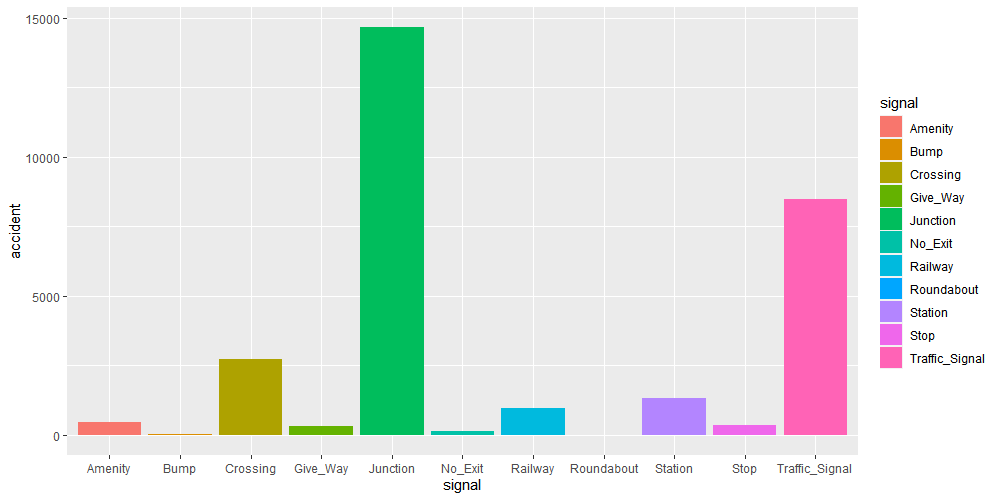 15000
10000
5000
0
accident
Amenity Bump Crossing Give_Way Junction No_Exit Railway Roundabout Station Stop Traffic_Signal
signal
signal
Amenity
Bump
Crossing
Give_Way
Junction
No_Exit
Railway
Roundabout
Station
Stop
Traffic_Signal